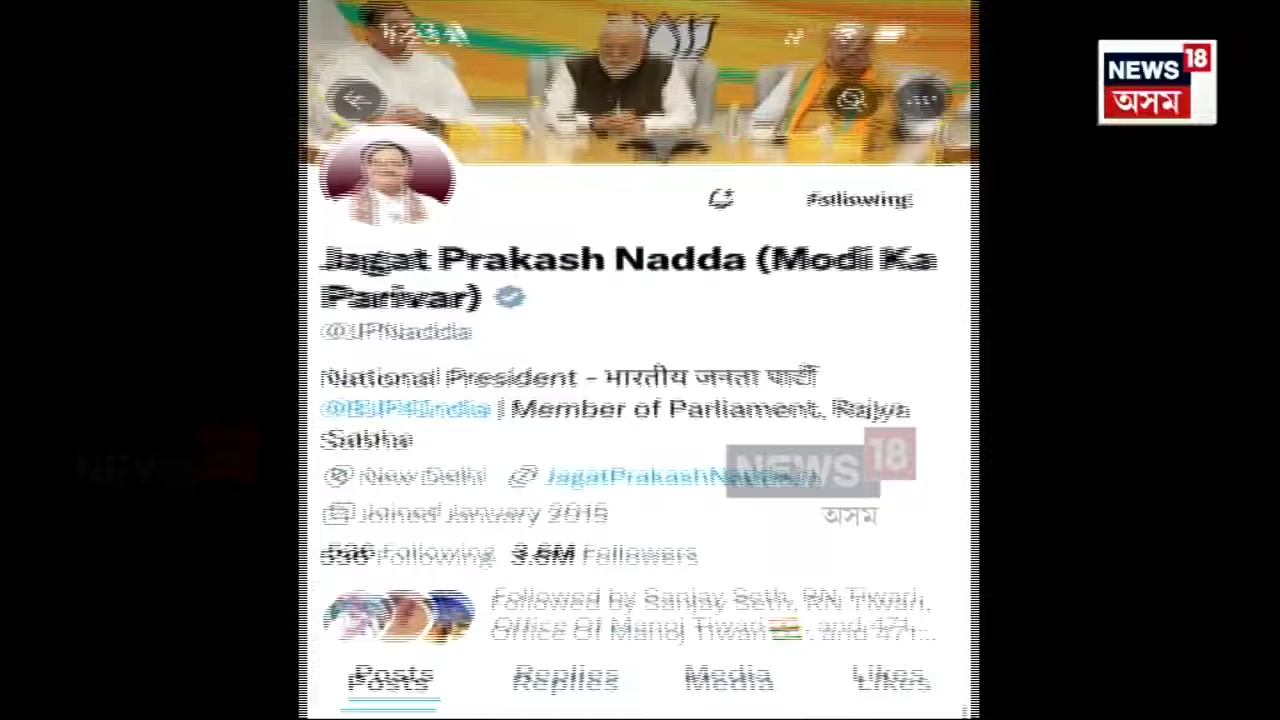 NEWS 18
অসম
Following
Jagat Prakash Nadda (Modi Ka
Parivar)
@JPNadda
National President - भारतीय जनता पार्टी
@BJP4India | Member of Parliament, Rajya
Sabha
New Delhi JagatPrakashNadda
Joined January 2015
Following 3.6M Followers
NEWS 18
অসম
Followed by Sanjay Seth, RN Tiwari,
Office Of Manoj Tiwari, and
Posts Replies Media Likes